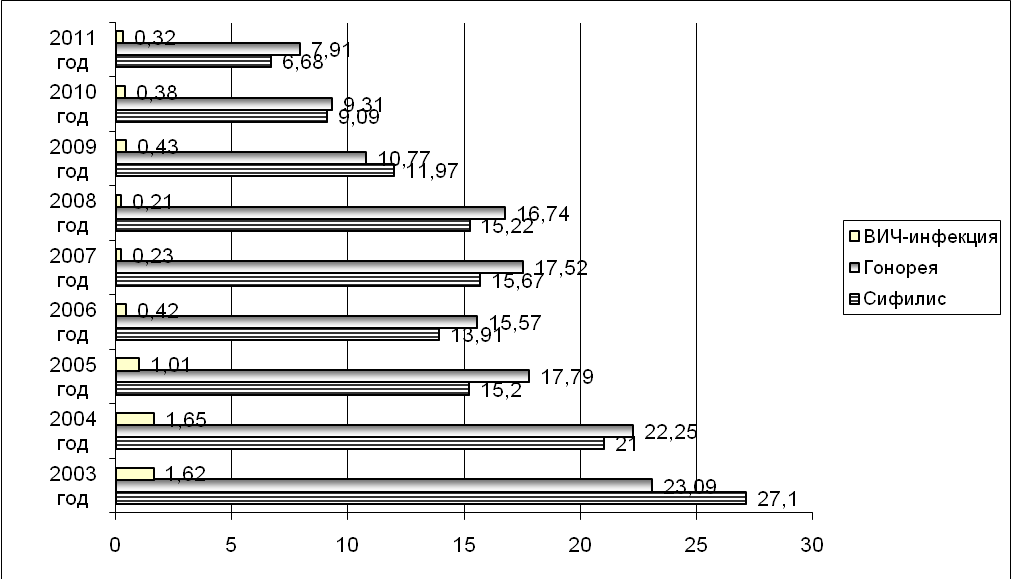 2011
год
0,32
7,91
6,68
2010
год
0,38
9,31
9,09
2009
год
0,43
10,77
11,97
2008
год
0,21
16,74
15,22
2007
год
0,23
17,52
15,67
2006
год
0,42
15,57
13,91
2005
год
1,01
17,79
15,2
2004
год
1,65
22,25
21
2003
год
1,62
23,09
27,1
0 5 10 15 20 25 30
ВИЧ-инфекция
Гонорея
Сифилис